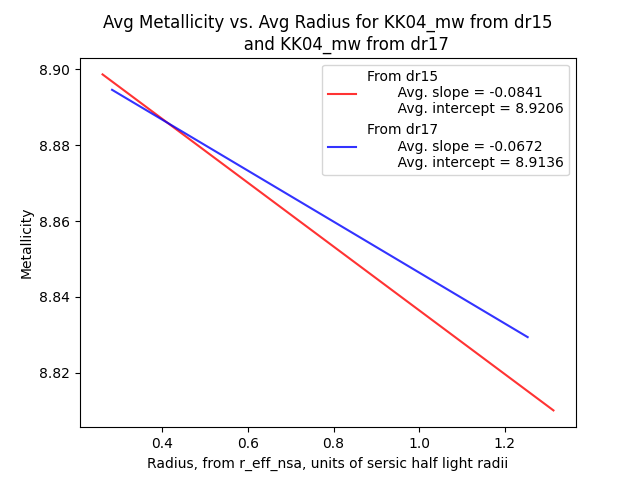 Avg Metallicity vs. Avg Radius for KK04_mw from dr15
and KK04_mw from dr17
From dr15
Avg. slope = -0.0841
Avg. intercept = 8.9206
From dr17
Avg. slope = -0.0672
Avg. intercept = 8.9136
Metallicity
8.90
8.88
8.86
8.84
8.82
0.4 0.6 0.8 1.0 1.2
Radius, from r_eff_nsa, units of sersic half light radii